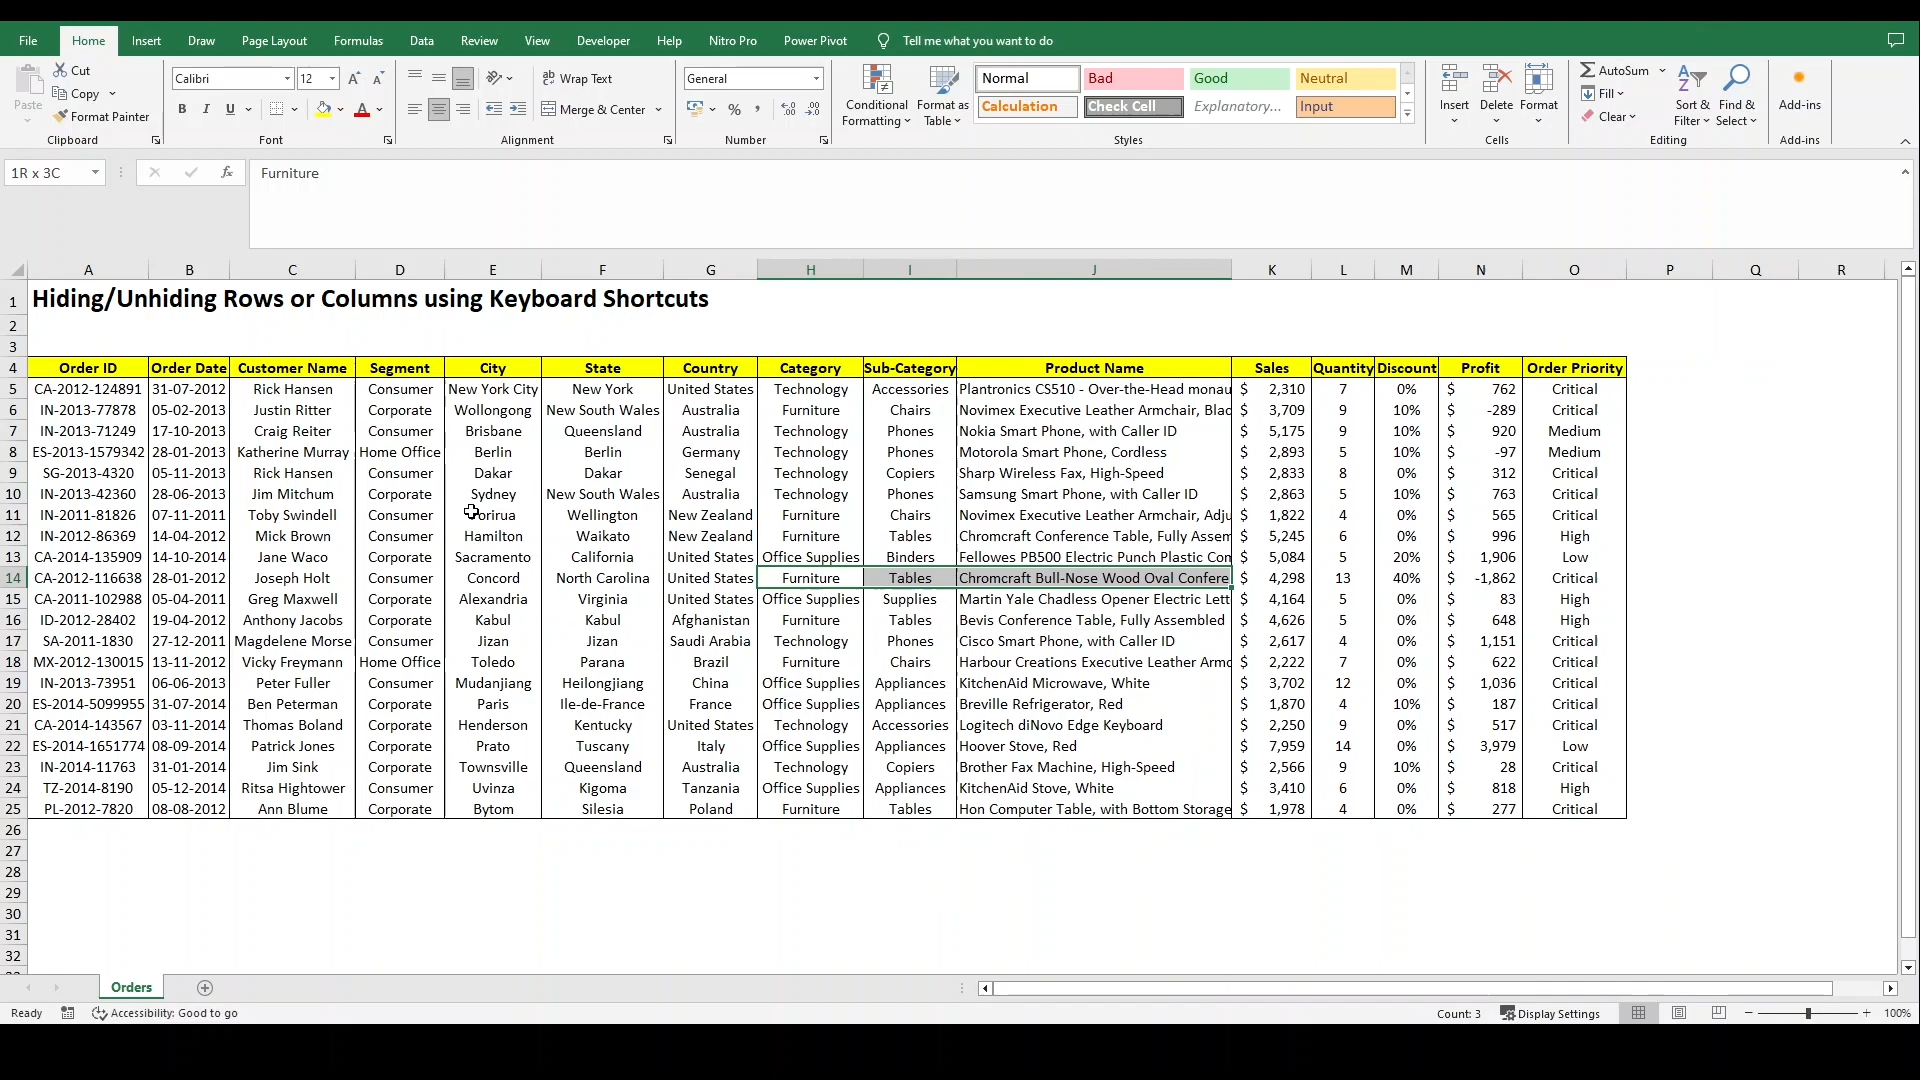 File Home Insert Draw Page Layout Formulas Data Review View Developer Help Nitro Pro Power Pivot Tell me what you want to do
Paste Cut Copy Format Painter Clipboard
Calibri 12 A A B I U A Font
ab Wrap Text Merge & Center Alignment
General % , Number
Conditional Formatting Format as Table
Normal Bad Good Neutral
Calculation Check Cell Explanatory... Input
Styles
Insert Delete Format Cells
AutoSum Fill Clear Sort & Filter Find & Select Editing
Add-ins Add-ins
1R x 3C fx Furniture
A B C D E F G H I J K L M N O P Q R
1 Hiding/Unhiding Rows or Columns using Keyboard Shortcuts
2
3
4 Order ID Order Date Customer Name Segment City State Country Category Sub-Category Product Name Sales Quantity Discount Profit Order Priority
5 CA-2012-124891 31-07-2012 Rick Hansen Consumer New York City New York United States Technology Accessories Plantronics CS510 - Over-the-Head monau $ 2,310 7 0% $ 762 Critical
6 IN-2013-77878 05-02-2013 Justin Ritter Corporate Wollongong New South Wales Australia Furniture Chairs Novimex Executive Leather Armchair, Blac $ 3,709 9 10% $ -289 Critical
7 IN-2013-71249 17-10-2013 Craig Reiter Consumer Brisbane Queensland Australia Technology Phones Nokia Smart Phone, with Caller ID $ 5,175 9 10% $ 920 Medium
8 ES-2013-1579342 28-01-2013 Katherine Murray Home Office Berlin Berlin Germany Technology Phones Motorola Smart Phone, Cordless $ 2,893 5 10% $ -97 Medium
9 SG-2013-4320 05-11-2013 Rick Hansen Consumer Dakar Dakar Senegal Technology Copiers Sharp Wireless Fax, High-Speed $ 2,833 8 0% $ 312 Critical
10 IN-2013-42360 28-06-2013 Jim Mitchum Corporate Sydney New South Wales Australia Technology Phones Samsung Smart Phone, with Caller ID $ 2,863 5 10% $ 763 Critical
11 IN-2011-81826 07-11-2011 Toby Swindell Consumer orirua Wellington New Zealand Furniture Chairs Novimex Executive Leather Armchair, Adju $ 1,822 4 0% $ 565 Critical
12 IN-2012-86369 14-04-2012 Mick Brown Consumer Hamilton Waikato New Zealand Furniture Tables Chromcraft Conference Table, Fully Assem $ 5,245 6 0% $ 996 High
13 CA-2014-135909 14-10-2014 Jane Waco Corporate Sacramento California United States Office Supplies Binders Fellowes PB500 Electric Punch Plastic Con $ 5,084 5 20% $ 1,906 Low
14 CA-2012-116638 28-01-2012 Joseph Holt Consumer Concord North Carolina United States Furniture Tables Chromcraft Bull-Nose Wood Oval Confere $ 4,298 13 40% $ -1,862 Critical
15 CA-2011-102988 05-04-2011 Greg Maxwell Corporate Alexandria Virginia United States Office Supplies Supplies Martin Yale Chadless Opener Electric Lett $ 4,164 5 0% $ 83 High
16 ID-2012-28402 19-04-2012 Anthony Jacobs Corporate Kabul Kabul Afghanistan Furniture Tables Bevis Conference Table, Fully Assembled $ 4,626 5 0% $ 648 High
17 SA-2011-1830 27-12-2011 Magdelene Morse Consumer Jizan Jizan Saudi Arabia Technology Phones Cisco Smart Phone, with Caller ID $ 2,617 4 0% $ 1,151 Critical
18 MX-2012-130015 13-11-2012 Vicky Freymann Home Office Toledo Parana Brazil Furniture Chairs Harbour Creations Executive Leather Armc $ 2,222 7 0% $ 622 Critical
19 IN-2013-73951 06-06-2013 Peter Fuller Consumer Mudanjiang Heilongjiang China Office Supplies Appliances KitchenAid Microwave, White $ 3,702 12 0% $ 1,036 Critical
20 ES-2014-5099955 31-07-2014 Ben Peterman Corporate Paris Ile-de-France France Office Supplies Appliances Breville Refrigerator, Red $ 1,870 4 10% $ 187 Critical
21 CA-2014-143567 03-11-2014 Thomas Boland Corporate Henderson Kentucky United States Technology Accessories Logitech diNovo Edge Keyboard $ 2,250 9 0% $ 517 Critical
22 ES-2014-1651774 08-09-2014 Patrick Jones Corporate Prato Tuscany Italy Office Supplies Appliances Hoover Stove, Red $ 7,959 14 0% $ 3,979 Low
23 IN-2014-11763 31-01-2014 Jim Sink Corporate Townsville Queensland Australia Technology Copiers Brother Fax Machine, High-Speed $ 2,566 9 10% $ 28 Critical
24 TZ-2014-8190 05-12-2014 Ritsa Hightower Consumer Uvinza Kigoma Tanzania Office Supplies Appliances KitchenAid Stove, White $ 3,410 6 0% $ 818 High
25 PL-2012-7820 08-08-2012 Ann Blume Corporate Bytom Silesia Poland Furniture Tables Hon Computer Table, with Bottom Storage $ 1,978 4 0% $ 277 Critical
26
27
28
29
30
31
32
Orders
Ready Accessibility: Good to go Count: 3 Display Settings 100%